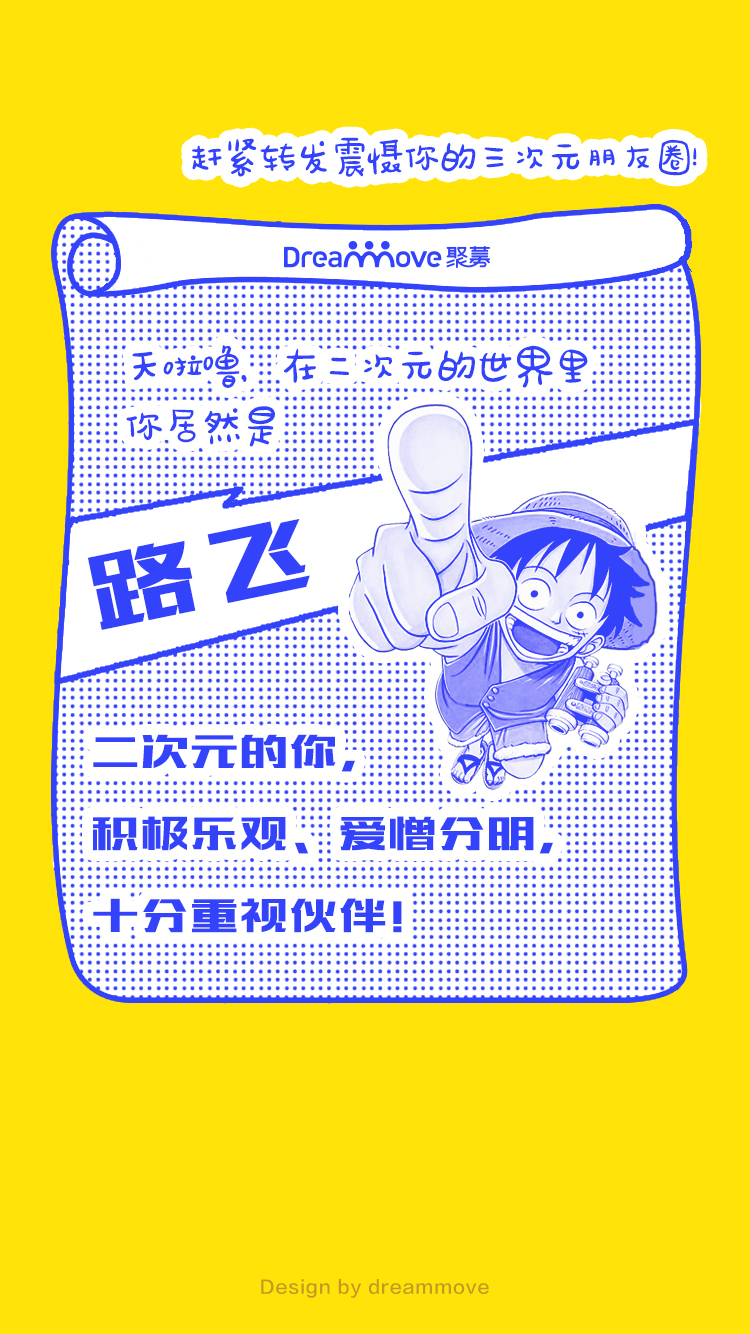 赶紧转发震慑你的三次元朋友圈!
Dreammove聚募
天啦噜,在二次元的世界里
你居然是
路飞
二次元的你,
积极乐观、爱憎分明,
十分重视伙伴!
Design by dreammove